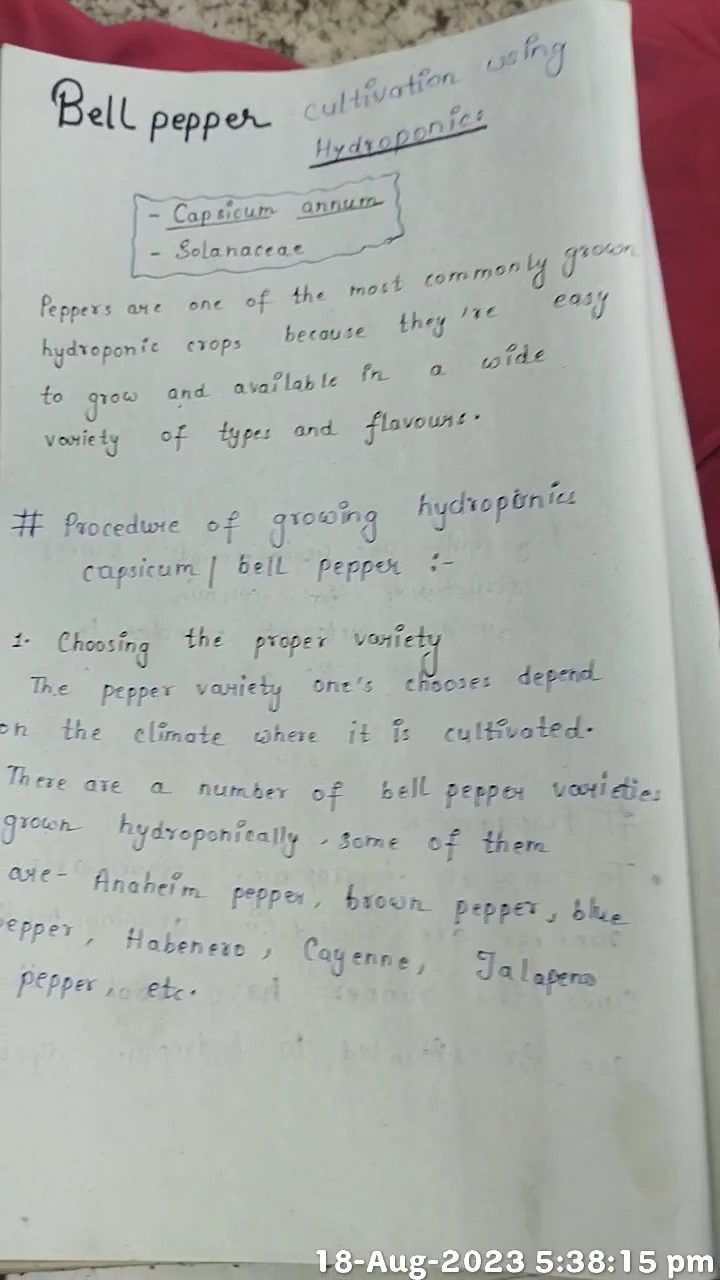 Bell pepper cultivation using
Hydroponics
- Capsicum annum
- Solanaceae
Peppers are one of the most commonly grown
hydroponic crops because they're easy
to grow and available in a wide
variety of types and flavours.
# Procedure of growing hydroponics
capsicum / bell pepper :-
1. Choosing the proper variety
The pepper variety one's chooses depend
on the climate where it is cultivated.
There are a number of bell pepper varieties
grown hydroponically, some of them
are- Anaheim pepper, brown pepper, blue
epper, Habenero, Cayenne, Jalapeno
pepper, etc.
18-Aug-2023 5:38:15 pm